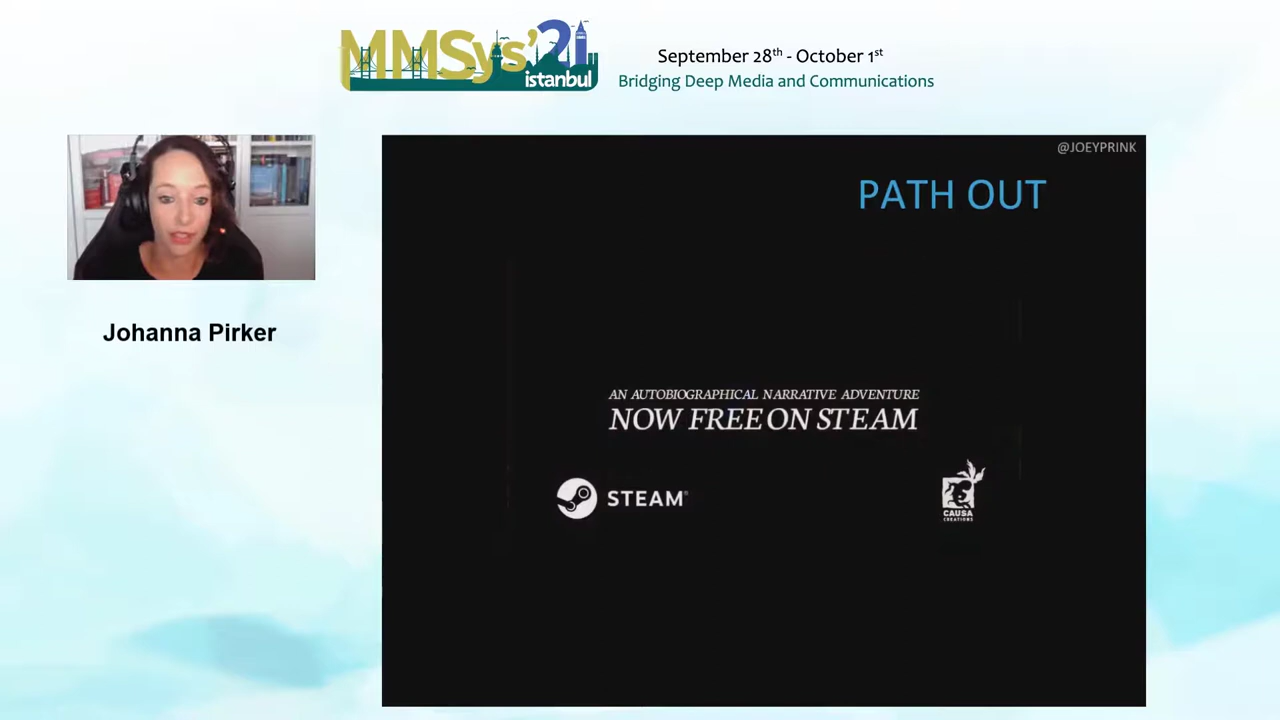 MMSys'21
istanbul
September 28th - October 1st
Bridging Deep Media and Communications
@JOEYPRINK
PATH OUT
Johanna Pirker
AN AUTOBIOGRAPHICAL NARRATIVE ADVENTURE
NOW FREE ON STEAM
STEAM®
CAUSA
CREATIONS